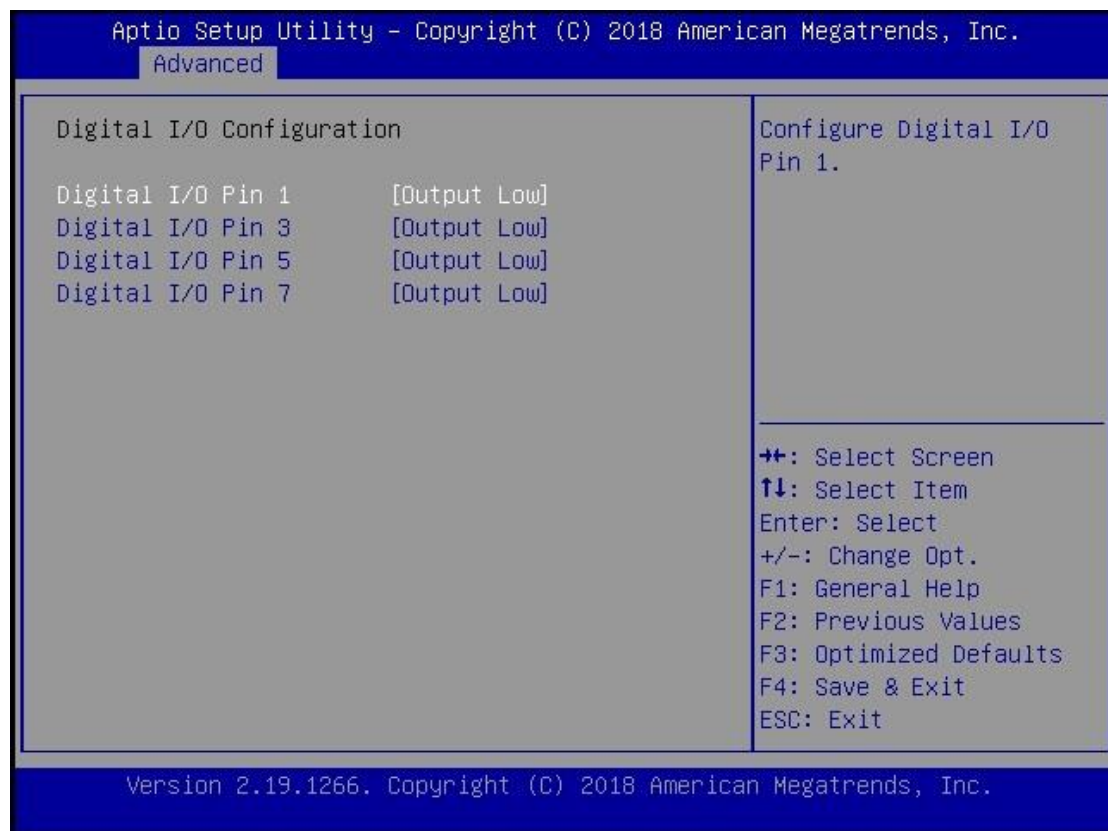 Aptio Setup Utility – Copyright (C) 2018 American Megatrends, Inc.
Advanced
Digital I/O Configuration
Digital I/O Pin 1 [Output Low]
Digital I/O Pin 3 [Output Low]
Digital I/O Pin 5 [Output Low]
Digital I/O Pin 7 [Output Low]
Configure Digital I/O
Pin 1.
→←: Select Screen
↑↓: Select Item
Enter: Select
+/-: Change Opt.
F1: General Help
F2: Previous Values
F3: Optimized Defaults
F4: Save & Exit
ESC: Exit
Version 2.19.1266. Copyright (C) 2018 American Megatrends, Inc.